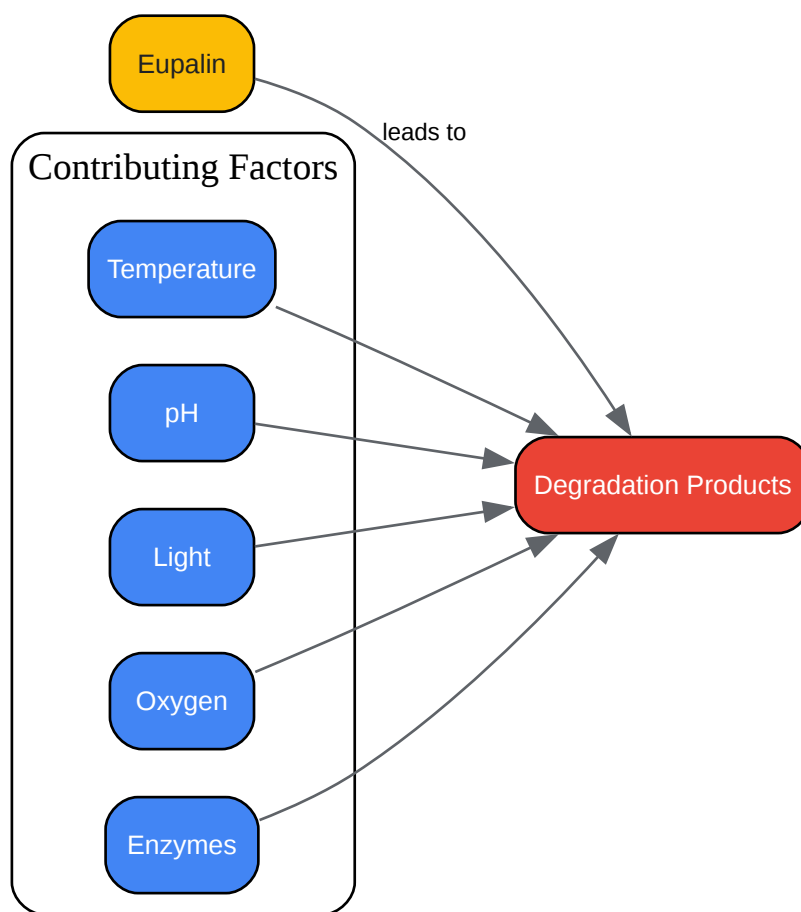 Eupalin
leads to
Contributing Factors
Temperature
pH
Degradation Products
Light
Oxygen
Enzymes